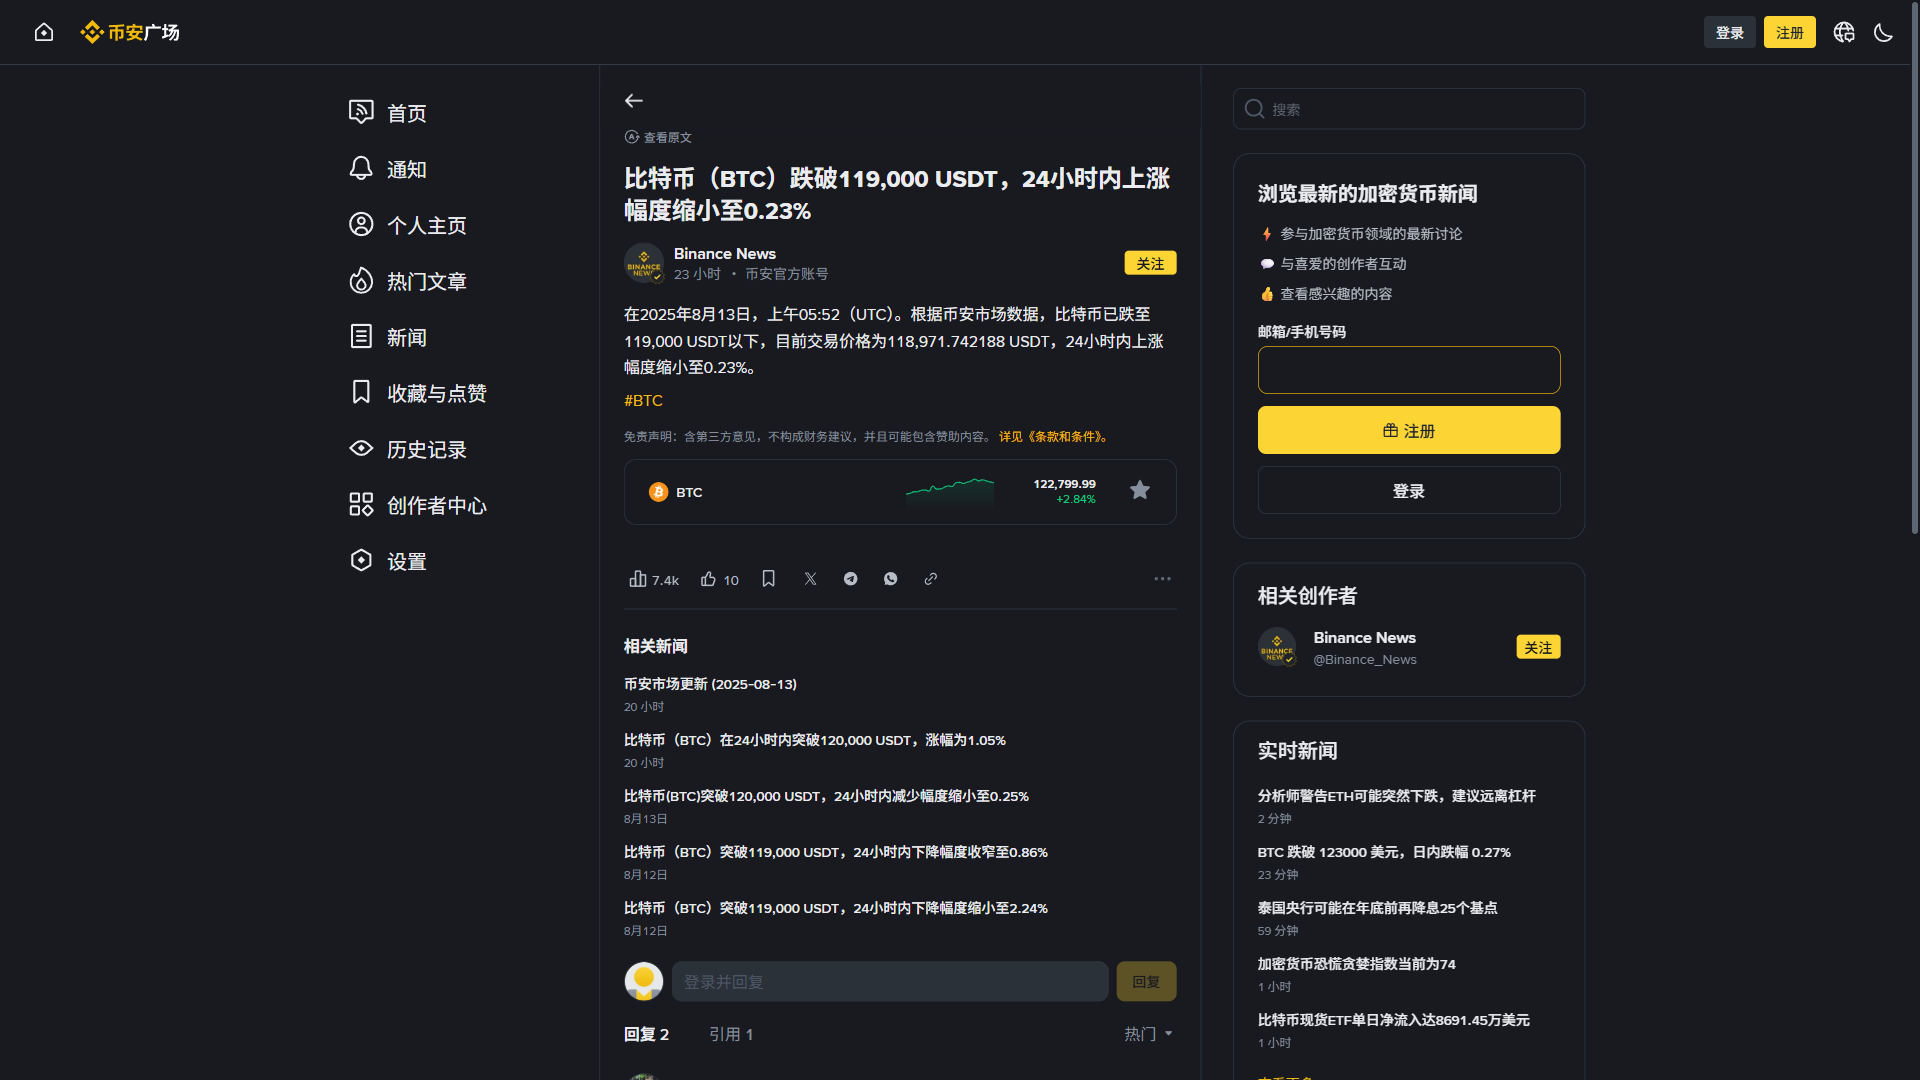 币安广场
登录
注册
首页
通知
个人主页
热门文章
新闻
收藏与点赞
历史记录
创作者中心
设置
查看原文
比特币（BTC）跌破119,000 USDT，24小时内上涨
幅度缩小至0.23%
BINANCE
NEWS
Binance News
23 小时 · 币安官方账号
关注
在2025年8月13日，上午05:52（UTC）。根据币安市场数据，比特币已跌至
119,000 USDT以下，目前交易价格为118,971.742188 USDT，24小时内上涨
幅度缩小至0.23%。
#BTC
免责声明：含第三方意见，不构成财务建议，并且可能包含赞助内容。 详见《条款和条件》。
BTC
122,799.99
+2.84%
7.4k
10
相关新闻
币安市场更新 (2025-08-13)
20 小时
比特币（BTC）在24小时内突破120,000 USDT，涨幅为1.05%
20 小时
比特币(BTC)突破120,000 USDT，24小时内减少幅度缩小至0.25%
8月13日
比特币（BTC）突破119,000 USDT，24小时内下降幅度收窄至0.86%
8月12日
比特币（BTC）突破119,000 USDT，24小时内下降幅度缩小至2.24%
8月12日
登录并回复
回复
回复 2
引用 1
热门
搜索
浏览最新的加密货币新闻
参与加密货币领域的最新讨论
与喜爱的创作者互动
查看感兴趣的内容
邮箱/手机号码
注册
登录
相关创作者
BINANCE
NEWS
Binance News
@Binance_News
关注
实时新闻
分析师警告ETH可能突然下跌，建议远离杠杆
2 分钟
BTC 跌破 123000 美元，日内跌幅 0.27%
23 分钟
泰国央行可能在年底前再降息25个基点
59 分钟
加密货币恐慌贪婪指数当前为74
1 小时
比特币现货ETF单日净流入达8691.45万美元
1 小时